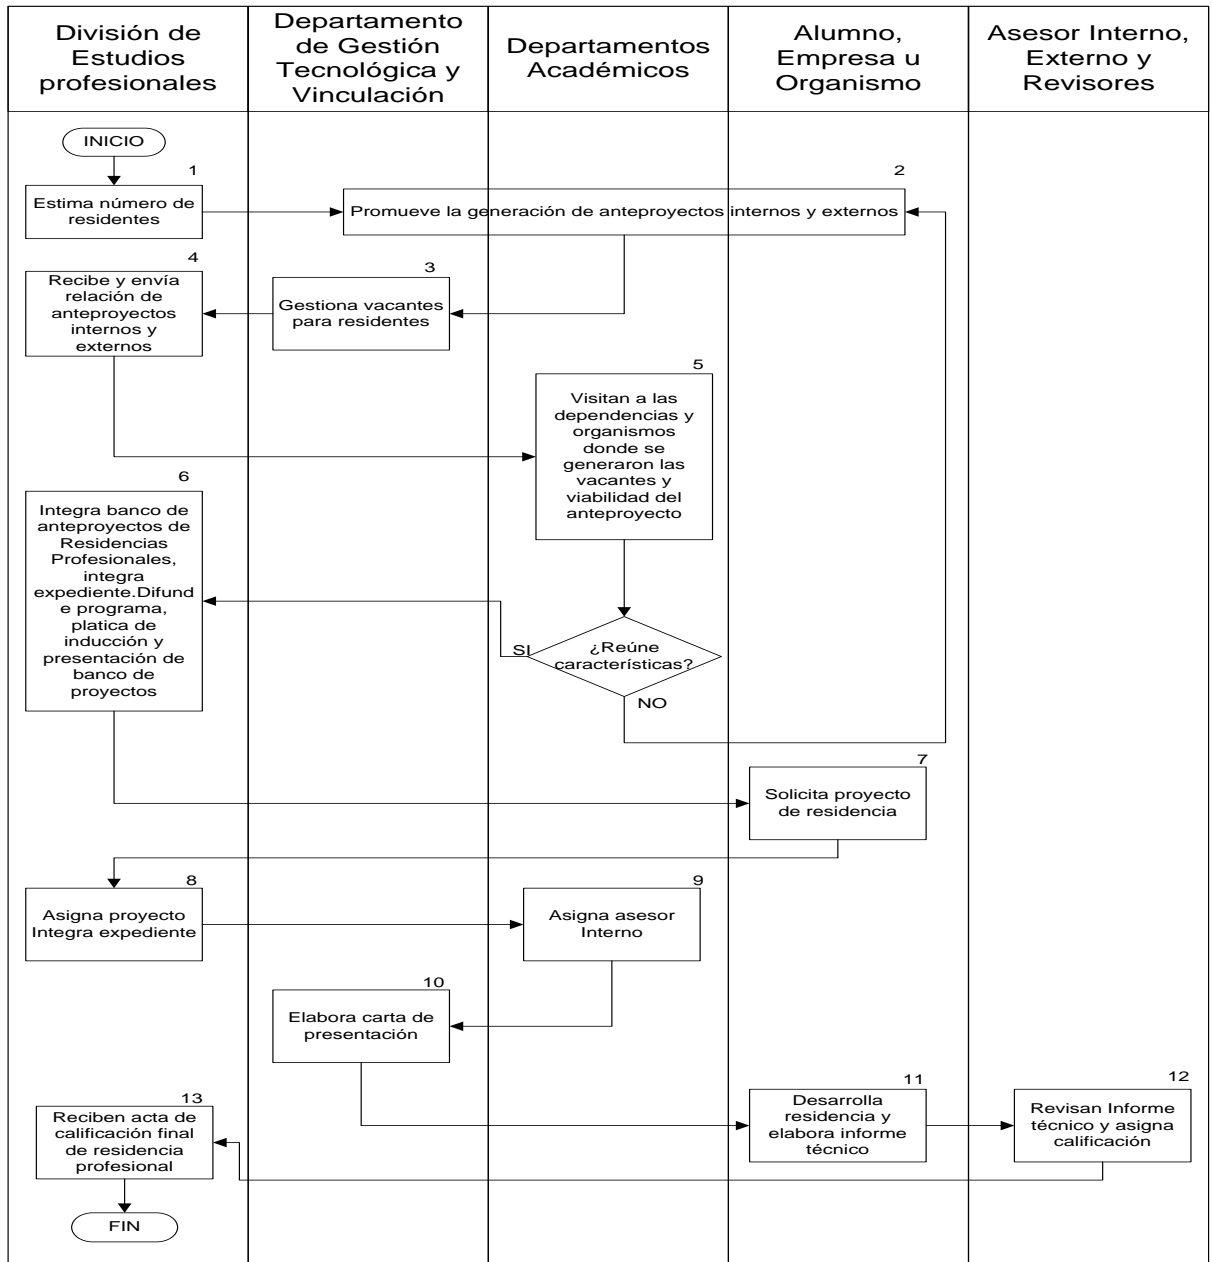 División de
Estudios
profesionales
Departamento
de Gestión
Tecnológica y
Vinculación
Departamentos
Académicos
Alumno,
Empresa u
Organismo
Asesor Interno,
Externo y
Revisores
INICIO
1
Estima número de
residentes
2
Promueve la generación de anteproyectos internos y externos
3
Gestiona vacantes
para residentes
4
Recibe y envía
relación de
anteproyectos
internos y
externos
5
Visitan a las
dependencias y
organismos
donde se
generaron las
vacantes y
viabilidad del
anteproyecto
6
Integra banco de
anteproyectos de
Residencias
Profesionales,
integra
expediente.Difund
e programa,
platica de
inducción y
presentación de
banco de
proyectos
SI
¿Reúne
características?
NO
7
Solicita proyecto
de residencia
8
Asigna proyecto
Integra expediente
9
Asigna asesor
Interno
10
Elabora carta de
presentación
11
Desarrolla
residencia y
elabora informe
técnico
12
Revisan Informe
técnico y asigna
calificación
13
Reciben acta de
calificación final
de residencia
profesional
FIN